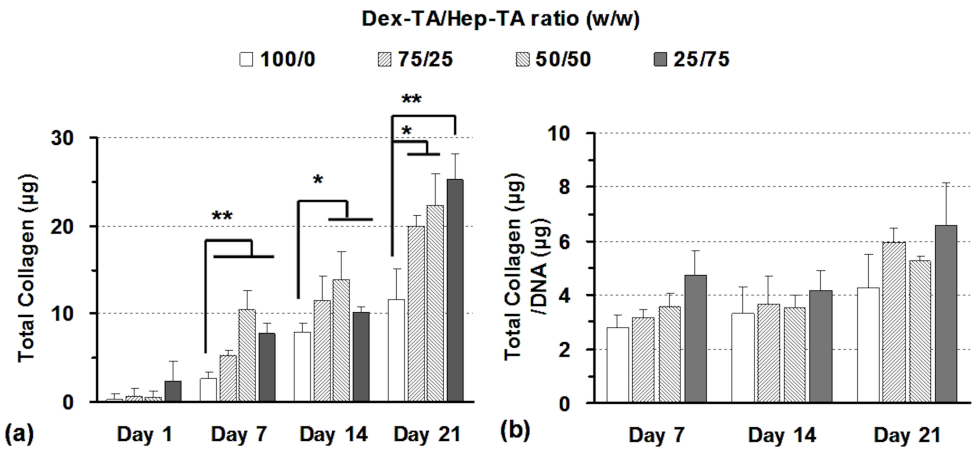 Dex-TA/Hep-TA ratio (w/w)
100/0 75/25 50/50 25/75
Total Collagen (µg)
30
20
10
0
**
*
**
*
Day 1 Day 7 Day 14 Day 21
(a)
Total Collagen (µg)
/DNA (µg)
10
8
6
4
2
0
Day 7 Day 14 Day 21
(b)